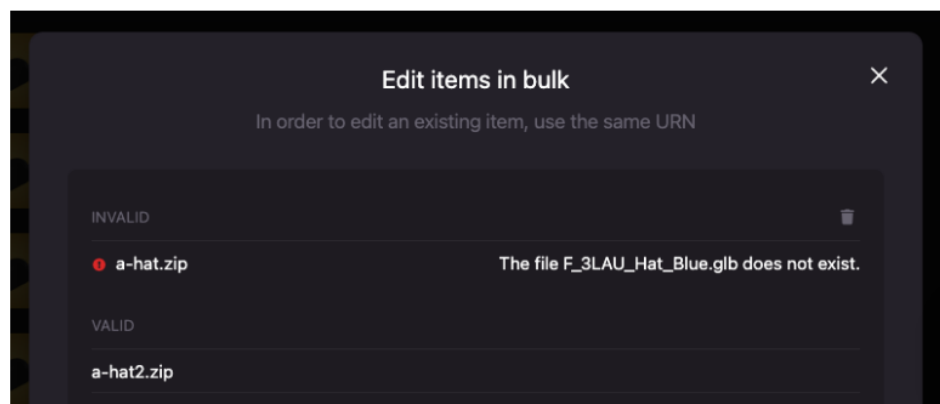 Edit items in bulk
In order to edit an existing item, use the same URN
INVALID
a-hat.zip The file F_3LAU_Hat_Blue.glb does not exist.
VALID
a-hat2.zip